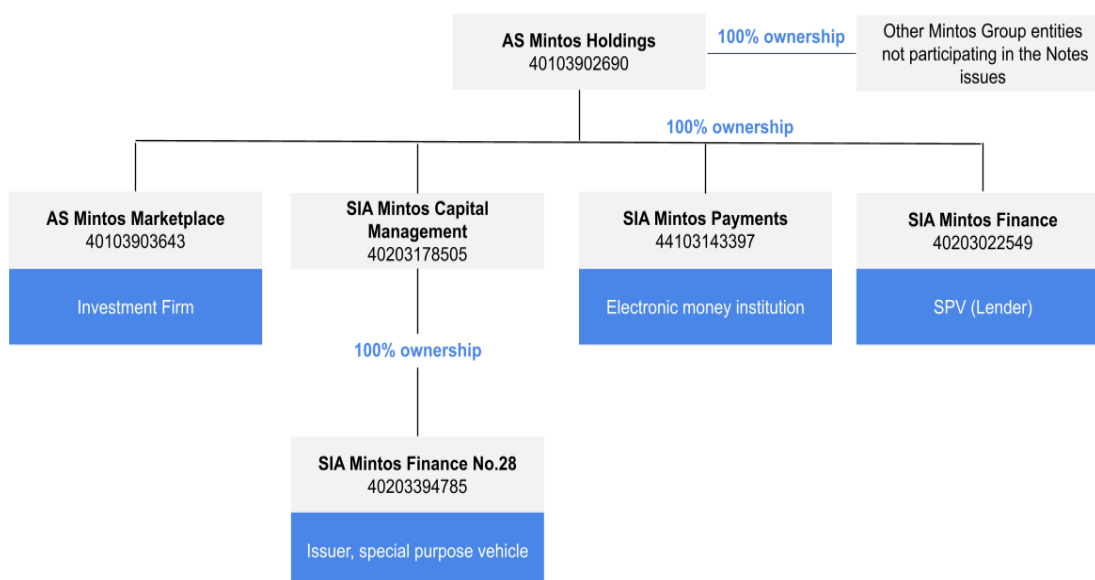 AS Mintos Holdings
40103902690
100% ownership
Other Mintos Group entities
not participating in the Notes
issues
100% ownership
AS Mintos Marketplace
40103903643
Investment Firm
SIA Mintos Capital
Management
40203178505
SIA Mintos Payments
44103143397
Electronic money institution
SIA Mintos Finance
40203022549
SPV (Lender)
100% ownership
SIA Mintos Finance No.28
40203394785
Issuer, special purpose vehicle